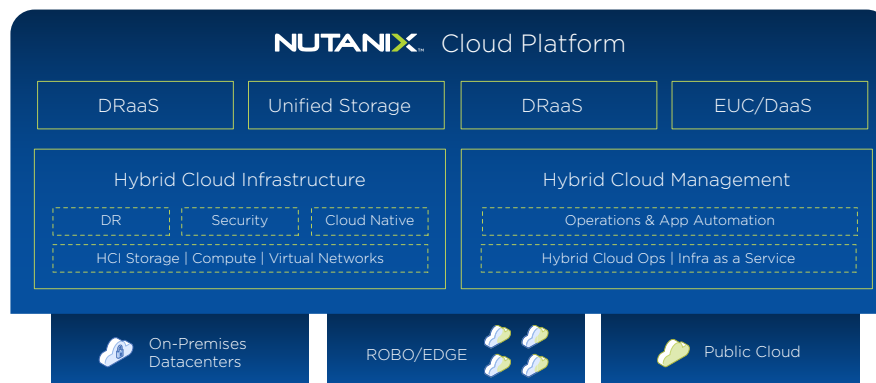 NUTANIX™ Cloud Platform
DRaaS
Unified Storage
DRaaS
EUC/DaaS
Hybrid Cloud Infrastructure
DR
Security
Cloud Native
HCI Storage | Compute | Virtual Networks
Hybrid Cloud Management
Operations & App Automation
Hybrid Cloud Ops | Infra as a Service
On-Premises
Datacenters
ROBO/EDGE
Public Cloud